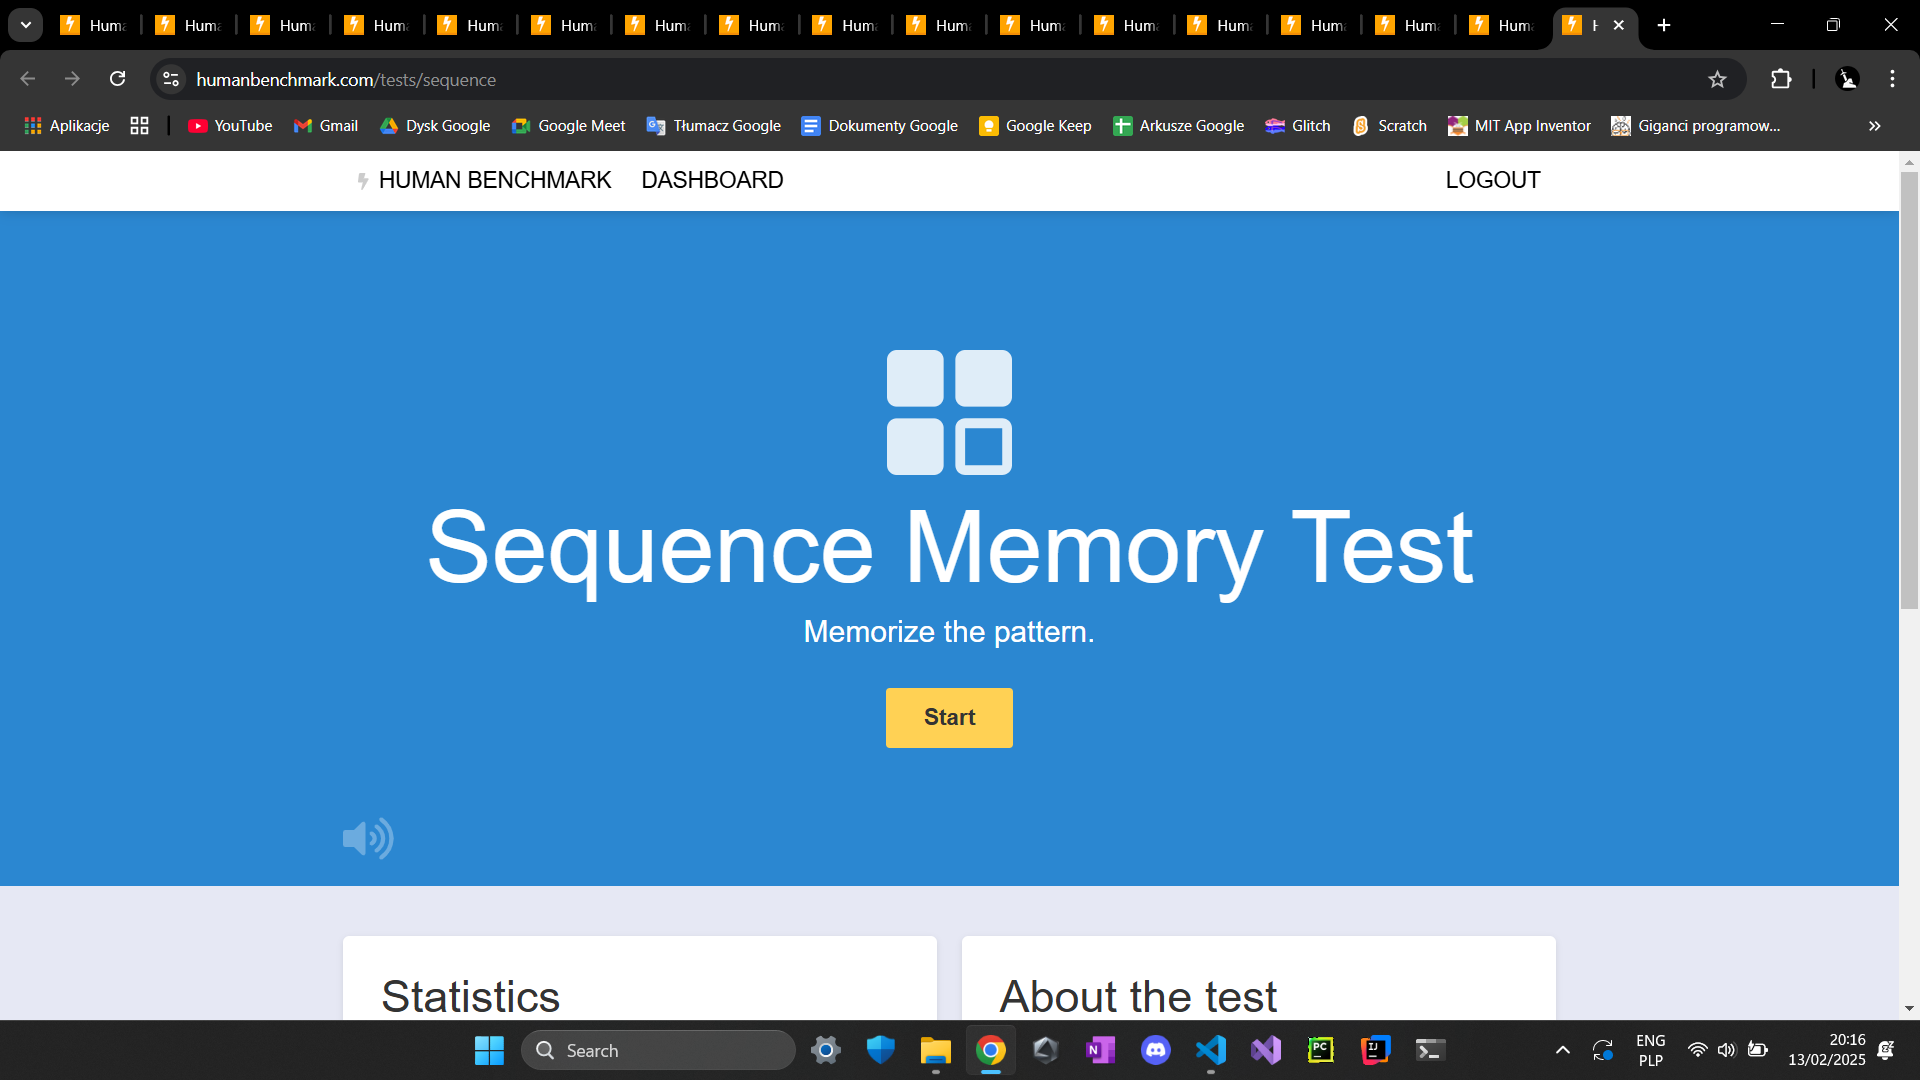 Huma Huma Huma Huma Huma Huma Huma Huma Huma Huma Huma Huma Huma Huma Huma Huma H
humanbenchmark.com/tests/sequence
Aplikacje YouTube Gmail Dysk Google Google Meet Tłumacz Google Dokumenty Google Google Keep Arkusze Google Glitch Scratch MIT App Inventor Giganci programow...
HUMAN BENCHMARK DASHBOARD LOGOUT
Sequence Memory Test
Memorize the pattern.
Start
Statistics About the test
Search
ENG 20:16
PLP 13/02/2025